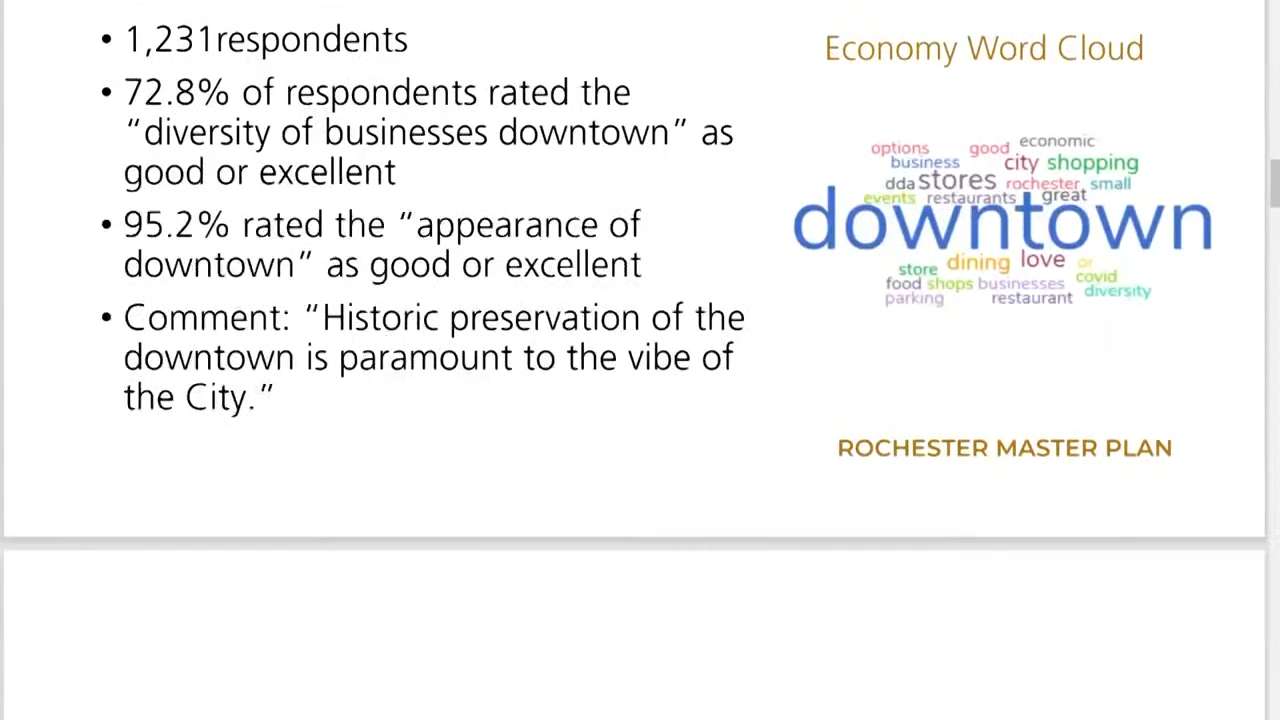 • 1,231respondents
• 72.8% of respondents rated the
“diversity of businesses downtown” as
good or excellent
• 95.2% rated the “appearance of
downtown” as good or excellent
• Comment: “Historic preservation of the
downtown is paramount to the vibe of
the City.”
Economy Word Cloud
options good economic
business city shopping
dda stores rochester small
events restaurants great
downtown
store dining love or
food shops businesses covid
parking restaurant diversity
ROCHESTER MASTER PLAN